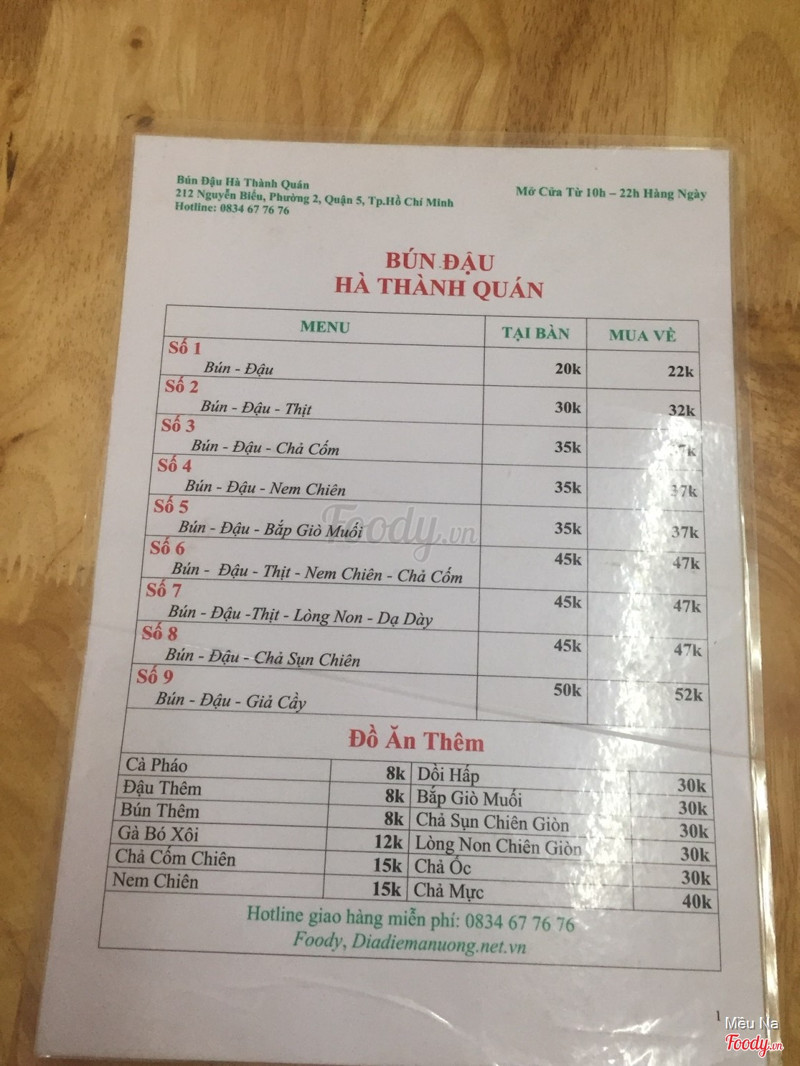 Bún Đậu Hà Thành Quán
212 Nguyễn Biểu, Phường 2, Quận 5, Tp.Hồ Chí Minh
Hotline: 0834 67 76 76
Mở Cửa Từ 10h – 22h Hàng Ngày
BÚN ĐẬU
HÀ THÀNH QUÁN
MENU TẠI BÀN MUA VỀ
Số 1
Bún - Đậu 20k 22k
Số 2
Bún - Đậu - Thịt 30k 32k
Số 3
Bún - Đậu - Chả Cốm 35k
Số 4
Bún - Đậu - Nem Chiên 35k 37k
Số 5
Bún - Đậu - Bắp Giò Muối 35k 37k
Số 6
Bún - Đậu - Thịt - Nem Chiên - Chả Cốm 45k 47k
Số 7
Bún - Đậu -Thịt - Lòng Non - Dạ Dày 45k 47k
Số 8
Bún - Đậu - Chả Sụn Chiên 45k 47k
Số 9
Bún - Đậu - Giả Cầy 50k 52k
Đồ Ăn Thêm
Cà Pháo 8k Dồi Hấp 30k
Đậu Thêm 8k Bắp Giò Muối 30k
Bún Thêm 8k Chả Sụn Chiên Giòn 30k
Gà Bó Xôi 12k Lòng Non Chiên Giòn 30k
Chả Cốm Chiên 15k Chả Ốc 30k
Nem Chiên 15k Chả Mực 40k
Hotline giao hàng miễn phí: 0834 67 76 76
Foody, Diadiemanuong.net.vn
1
Foody.vn
Mều Na
Foody.vn